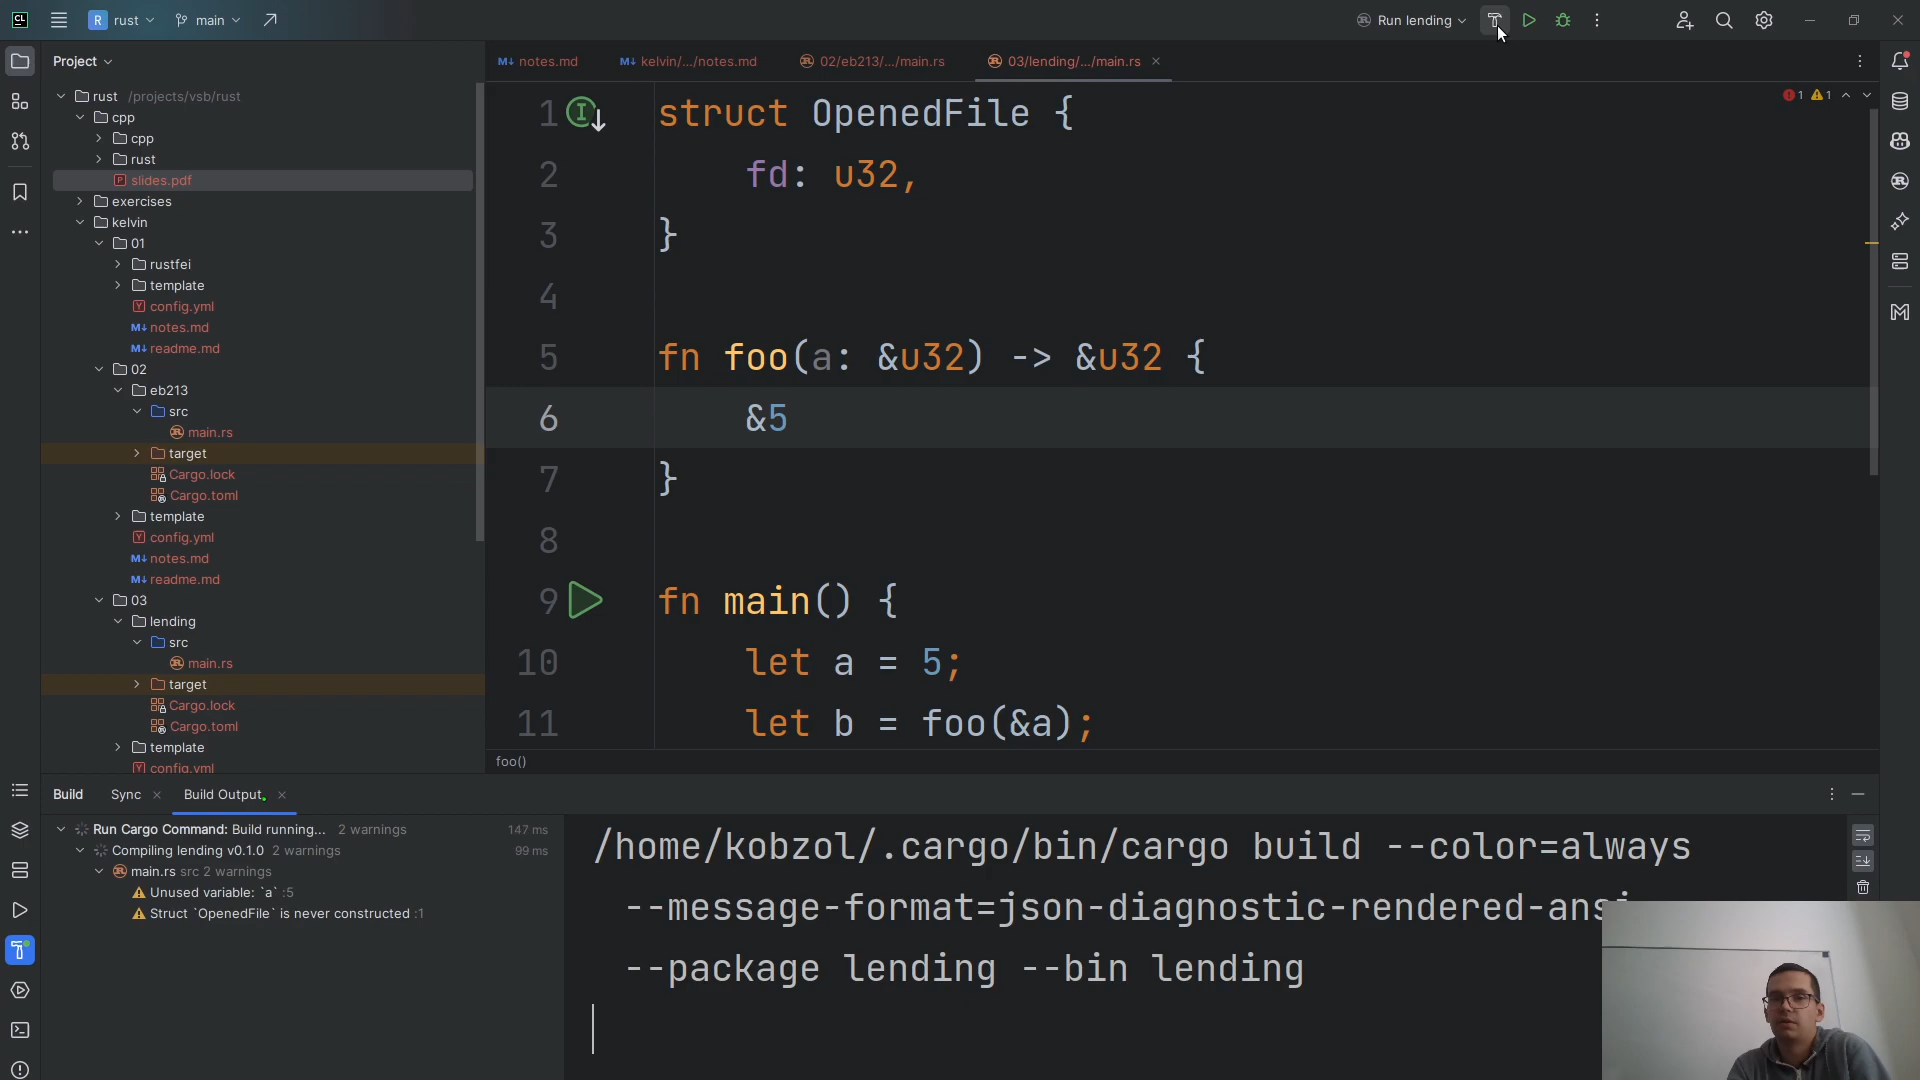 CL
R rust
main
Run lending
Project
notes.md
kelvin/.../notes.md
02/eb213/.../main.rs
03/lending/.../main.rs
rust /projects/vsb/rust
cpp
cpp
rust
slides.pdf
exercises
kelvin
01
rustfei
template
config.yml
notes.md
readme.md
02
eb213
src
main.rs
target
Cargo.lock
Cargo.toml
template
config.yml
notes.md
readme.md
03
lending
src
main.rs
target
Cargo.lock
Cargo.toml
template
config.yml
1 1
1 struct OpenedFile {
2 fd: u32,
3 }
4
5 fn foo(a: &u32) -> &u32 {
6 &5
7 }
8
9 fn main() {
10 let a = 5;
11 let b = foo(&a);
foo()
Build Sync Build Output
Run Cargo Command: Build running... 2 warnings 147 ms
Compiling lending v0.1.0 2 warnings 99 ms
main.rs src 2 warnings
Unused variable: `a` :5
Struct `OpenedFile` is never constructed :1
/home/kobzol/.cargo/bin/cargo build --color=always
--message-format=json-diagnostic-rendered-ansi
--package lending --bin lending